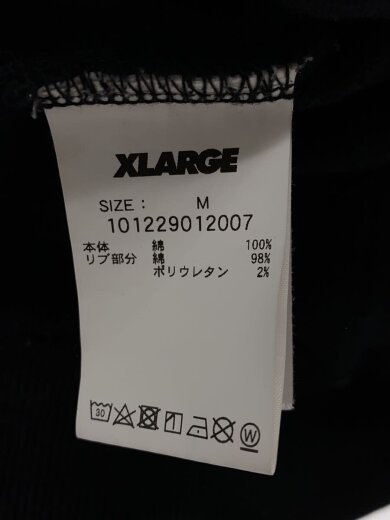 XLARGE
SIZE : M
101229012007
本体 綿 100%
リブ部分 綿 98%
ポリウレタン 2%
30
W